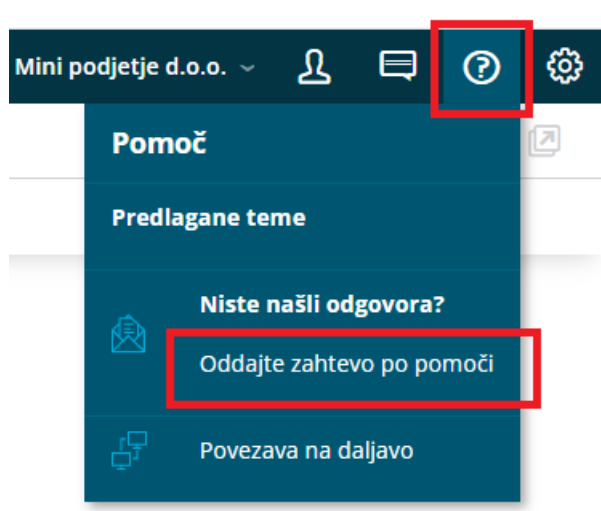 Mini podjetje d.o.o.
Pomoč
Predlagane teme
Niste našli odgovora?
Oddajte zahtevo po pomoči
Povezava na daljavo